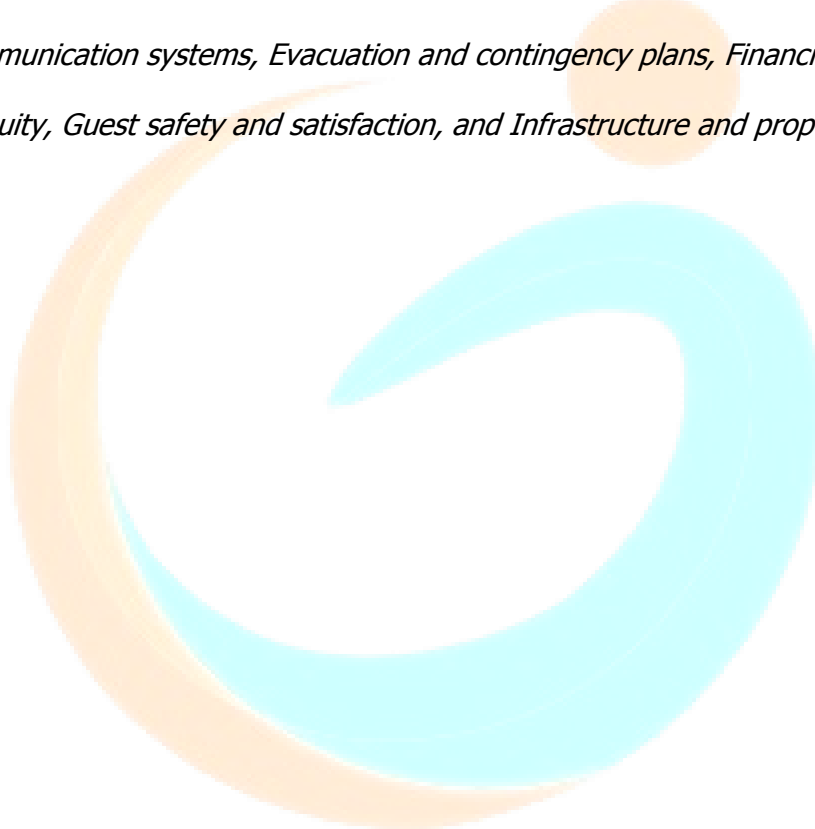 munication systems, Evacuation and contingency plans, Financi
uity, Guest safety and satisfaction, and Infrastructure and prop